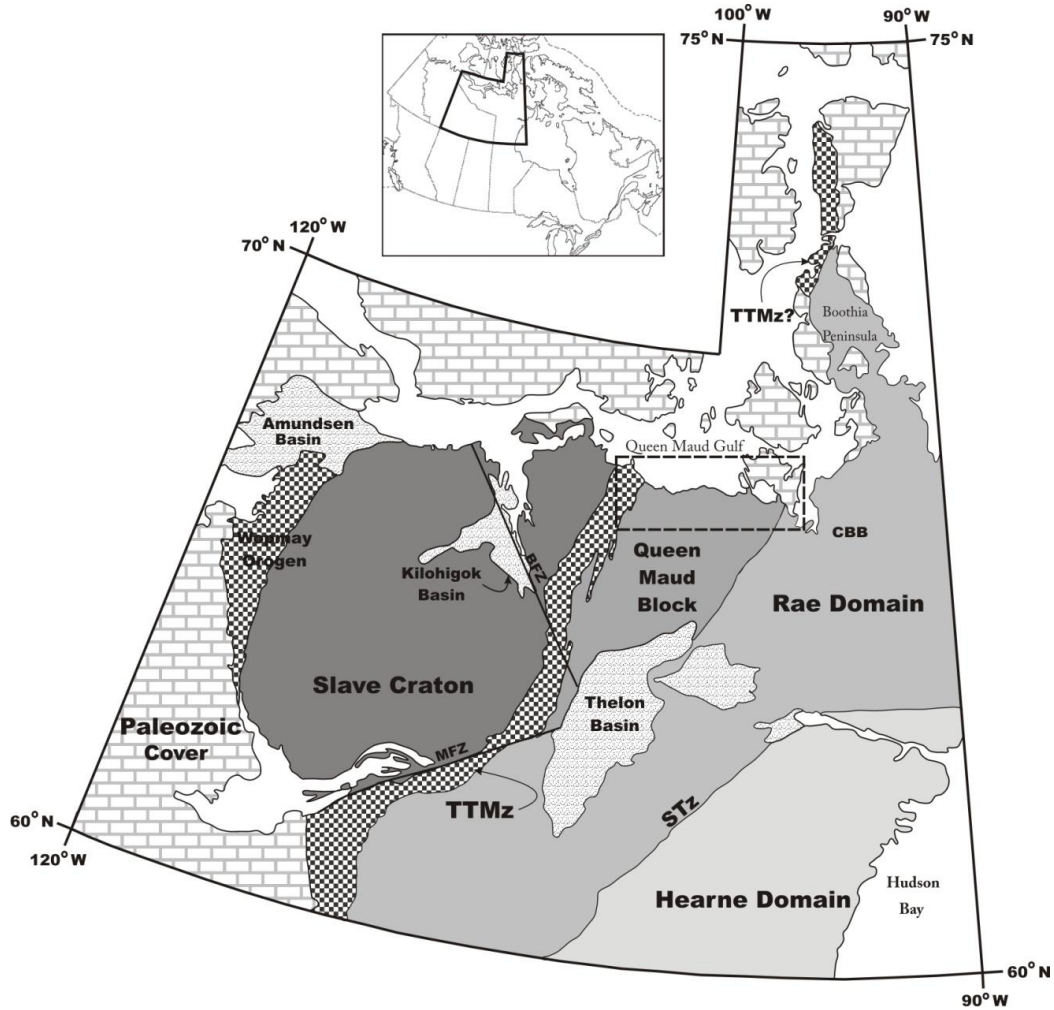 100° W
90° W
75° N
75° N
120° W
70° N
TTMz?
Boothia
Peninsula
Amundsen
Basin
Queen Maud Gulf
CBB
Wopmay
Orogen
BFZ
Kilohigok
Basin
Queen
Maud
Block
Rae Domain
Slave Craton
Thelon
Basin
Paleozoic
Cover
MFZ
TTMz
STz
60° N
120° W
Hearne Domain
Hudson
Bay
60° N
90° W